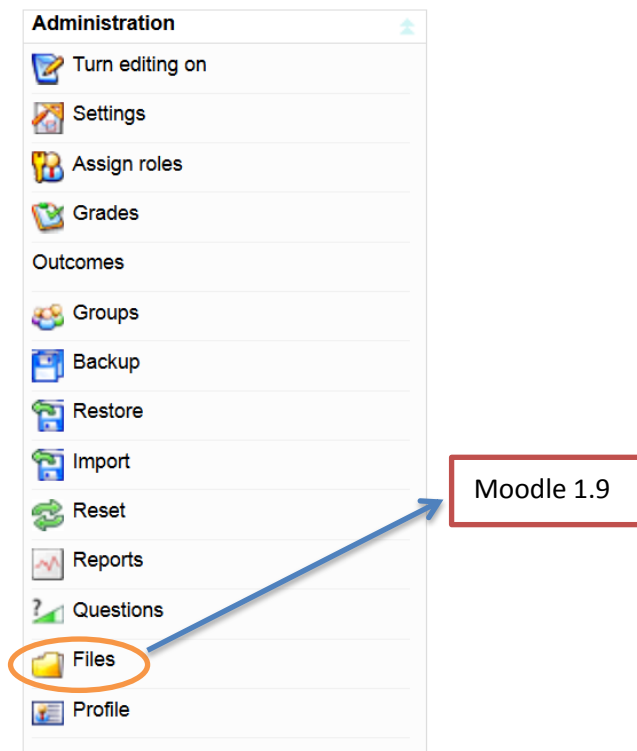 Administration
Turn editing on
Settings
Assign roles
Grades
Outcomes
Groups
Backup
Restore
Import
Moodle 1.9
Reset
Reports
? Questions
Files
Profile